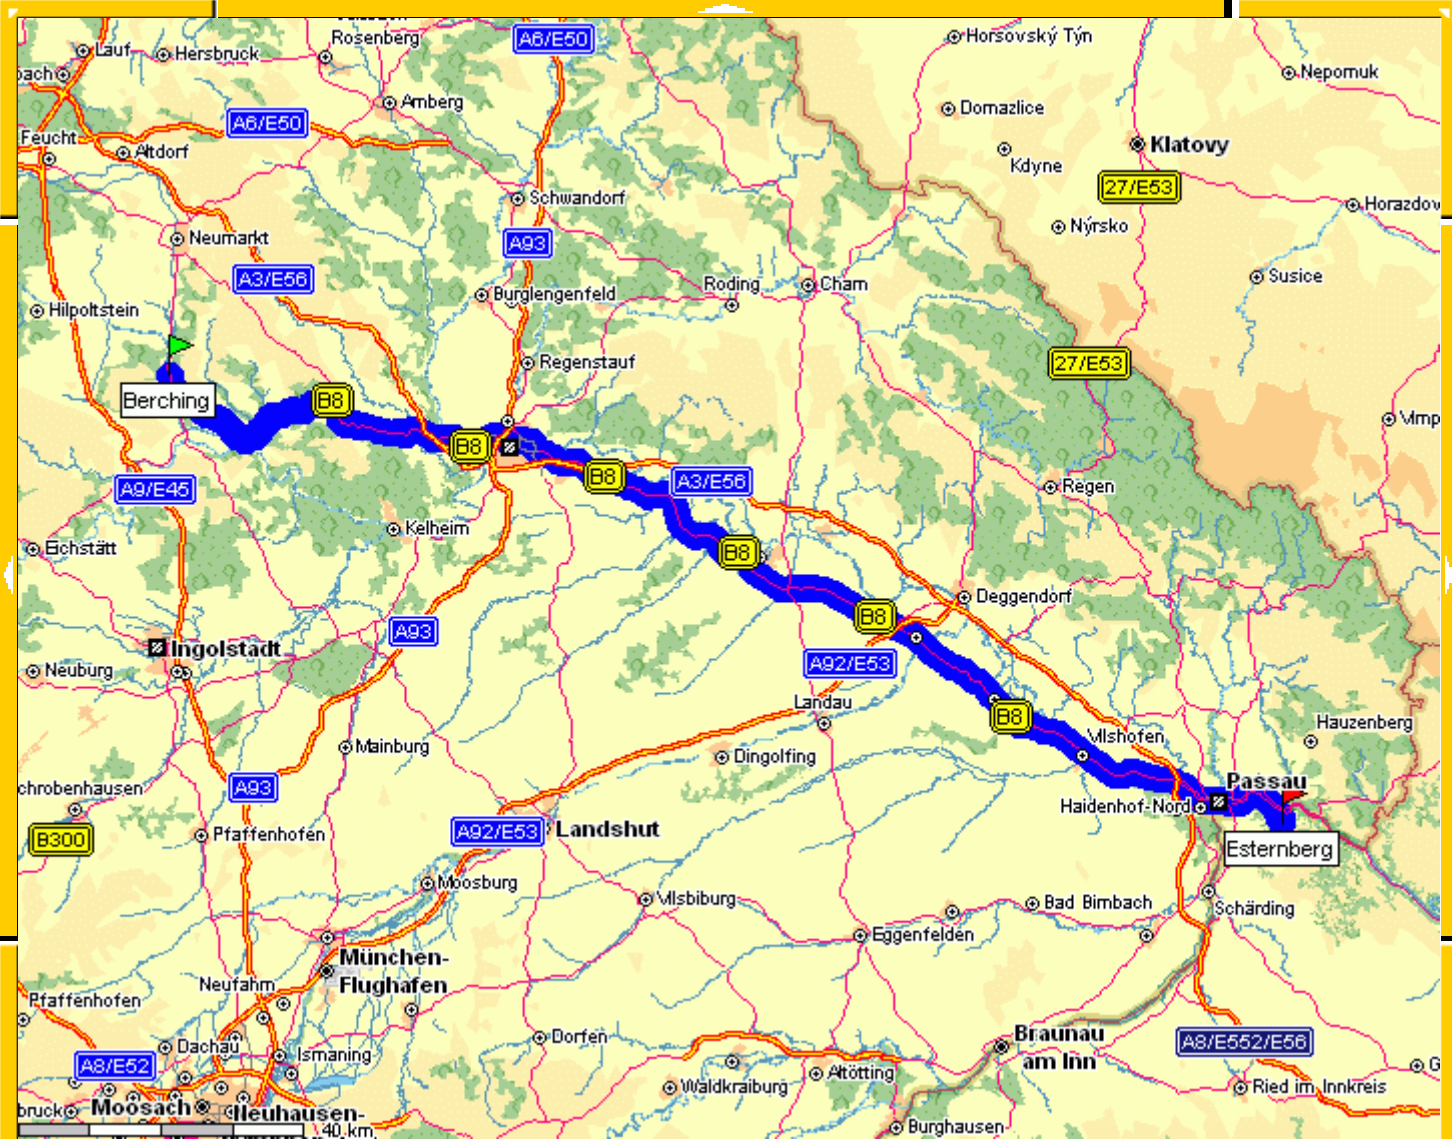 Rosenberg
A6/E50
Horsovský Týn
Lauf
Hersbruck
Nepomuk
bach
Amberg
Domazlice
A6/E50
Feucht
Altdorf
Klatovy
Kdyne
27/E53
Schwandorf
Horazdov
Nýrsko
Neumarkt
A93
A3/E56
Susice
Roding
Cham
Burglengenfeld
Hilpoltstein
Regenstauf
27/E53
Berching
B8
Vimp
B8
B8
A3/E56
A9/E45
Regen
Kelheim
Eichstätt
B8
Deggendorf
B8
A93
Ingolstadt
A92/E53
Neuburg
Landau
B8
Hauzenberg
Vilshofen
Mainburg
Dingolfing
Passau
A93
chrobenhausen
Haidenhof-Nord
A92/E53
Landshut
B300
Pfaffenhofen
Esternberg
Moosburg
Vilsbiburg
Bad Birnbach
Schärding
Eggenfelden
München-
Flughafen
Neufahrn
Pfaffenhofen
Dorfen
Braunau
am Inn
A8/E552/E56
Dachau
Ismaning
A8/E52
Altötting
Waldkraiburg
G
Ried im Innkreis
bruck
Moosach
Neuhausen-
40 km
Burghausen